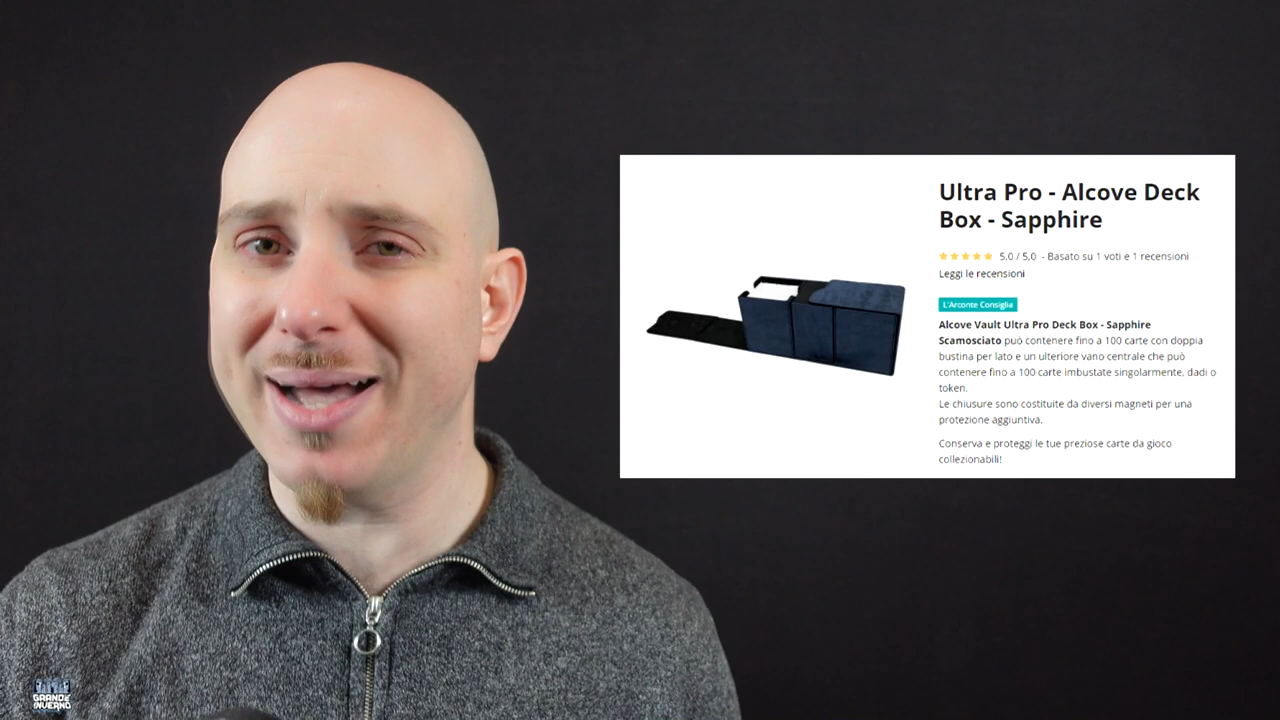 Ultra Pro - Alcove Deck
Box - Sapphire
5.0 / 5,0 - Basato su 1 voti e 1 recensioni
Leggi le recensioni
L'Arconte Consiglia
Alcove Vault Ultra Pro Deck Box - Sapphire
Scamosciato può contenere fino a 100 carte con doppia
bustina per lato e un ulteriore vano centrale che può
contenere fino a 100 carte imbustate singolarmente, dadi o
token.
Le chiusure sono costituite da diversi magneti per una
protezione aggiuntiva.
Conserva e proteggi le tue preziose carte da gioco
collezionabili!
GRANDE
INVERNO